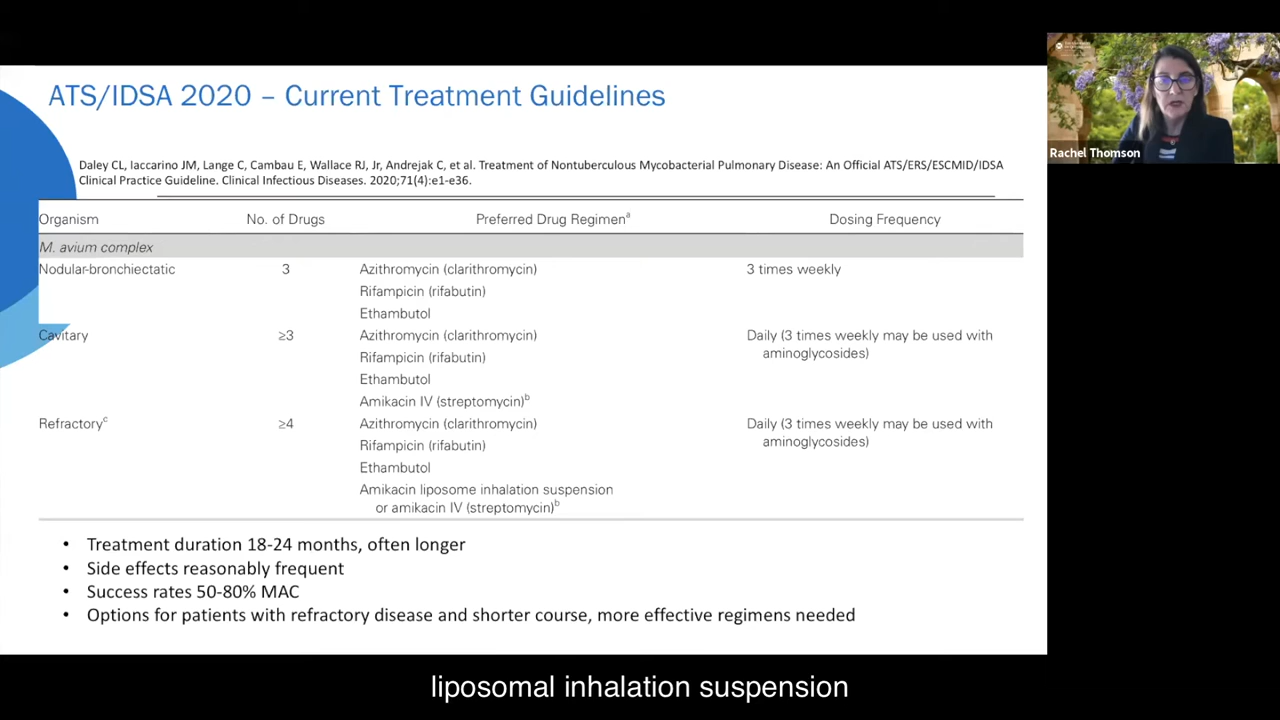 ATS/IDSA 2020 – Current Treatment Guidelines
Daley CL, Iaccarino JM, Lange C, Cambau E, Wallace RJ, Jr, Andrejak C, et al. Treatment of Nontuberculous Mycobacterial Pulmonary Disease: An Official ATS/ERS/ESCMID/IDSA
Clinical Practice Guideline. Clinical Infectious Diseases. 2020;71(4):e1-e36.
Organism No. of Drugs Preferred Drug Regimenᵃ Dosing Frequency
M. avium complex
Nodular-bronchiectatic 3 Azithromycin (clarithromycin) 3 times weekly
Rifampicin (rifabutin)
Ethambutol
Cavitary ≥3 Azithromycin (clarithromycin) Daily (3 times weekly may be used with
Rifampicin (rifabutin) aminoglycosides)
Ethambutol
Amikacin IV (streptomycin)ᵇ
Refractoryᶜ ≥4 Azithromycin (clarithromycin) Daily (3 times weekly may be used with
Rifampicin (rifabutin) aminoglycosides)
Ethambutol
Amikacin liposome inhalation suspension
or amikacin IV (streptomycin)ᵇ
• Treatment duration 18-24 months, often longer
• Side effects reasonably frequent
• Success rates 50-80% MAC
• Options for patients with refractory disease and shorter course, more effective regimens needed
Rachel Thomson
liposomal inhalation suspension